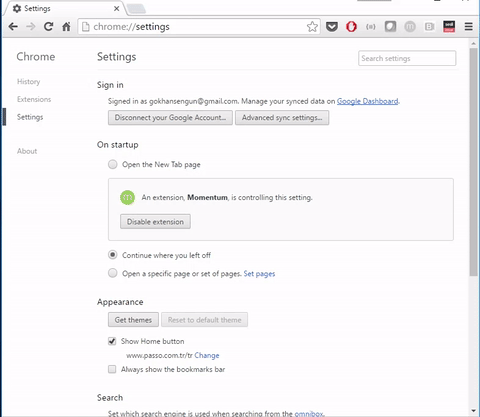 Settings
chrome://settings
Chrome
Settings
Search settings
History
Extensions
Settings
About
Sign in
Signed in as gokhansengun@gmail.com. Manage your synced data on Google Dashboard.
Disconnect your Google Account...
Advanced sync settings...
On startup
Open the New Tab page
An extension, Momentum, is controlling this setting.
Disable extension
Continue where you left off
Open a specific page or set of pages. Set pages
Appearance
Get themes
Reset to default theme
Show Home button
www.passo.com.tr/tr Change
Always show the bookmarks bar
Search
Set which search engine is used when searching from the omnibox.